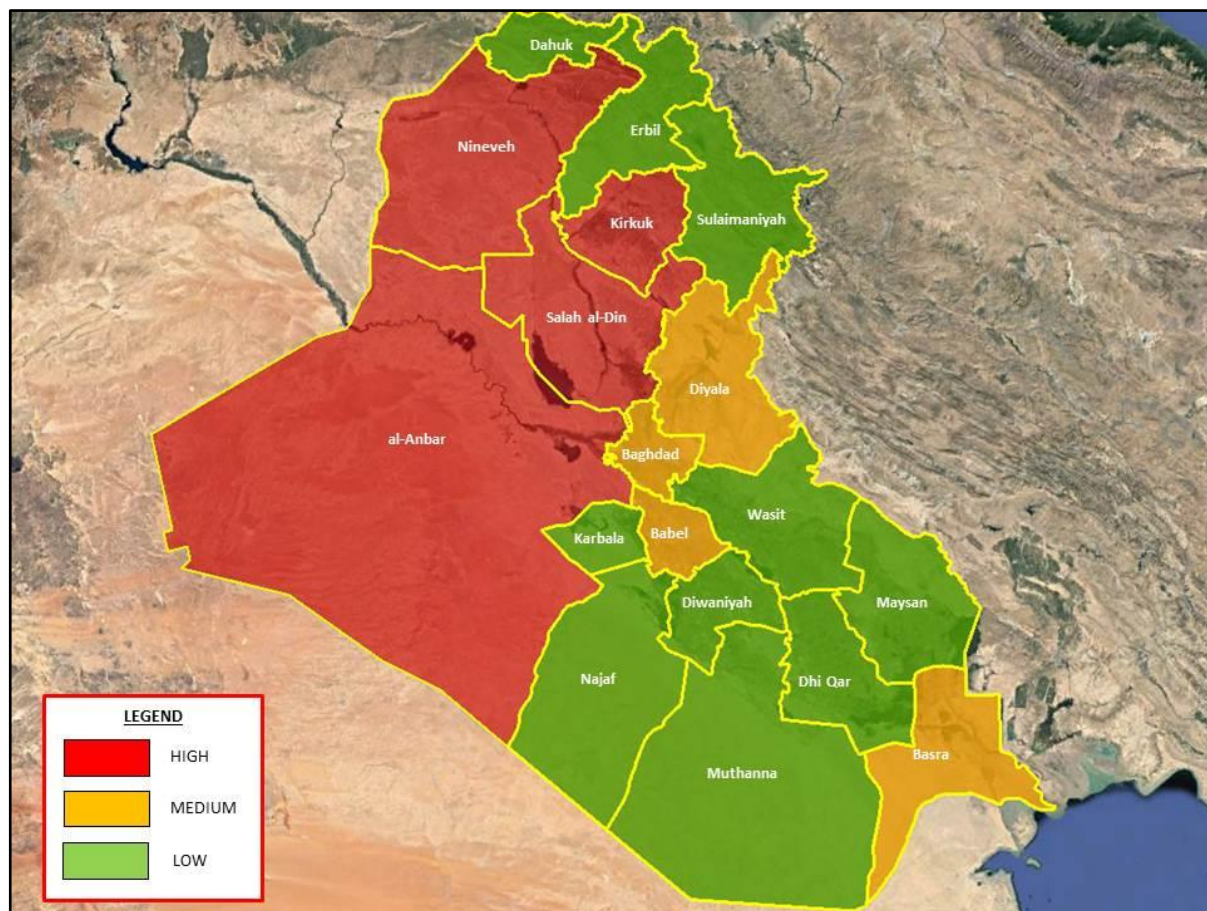 Dahuk
Erbil
Nineveh
Kirkuk
Sulaimaniyah
Salah al-Din
Diyala
al-Anbar
Baghdad
Wasit
Karbala
Babel
Diwaniyah
Maysan
Najaf
Dhi Qar
Basra
Muthanna
LEGEND
HIGH
MEDIUM
LOW